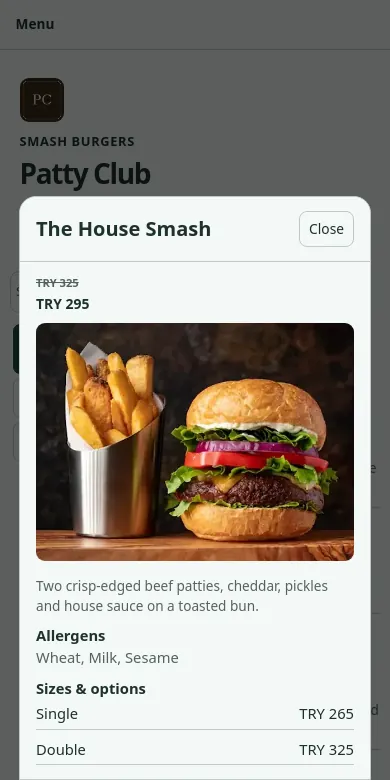 Menu
PC
SMASH BURGERS
Patty Club
The House Smash
Close
TRY 325
TRY 295
Two crisp-edged beef patties, cheddar, pickles
and house sauce on a toasted bun.
Allergens
Wheat, Milk, Sesame
Sizes & options
Single TRY 265
Double TRY 325